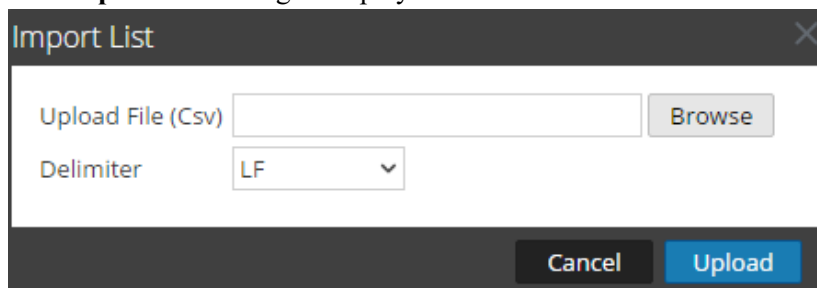 Import List
Upload File (Csv) Browse
Delimiter LF
Cancel Upload